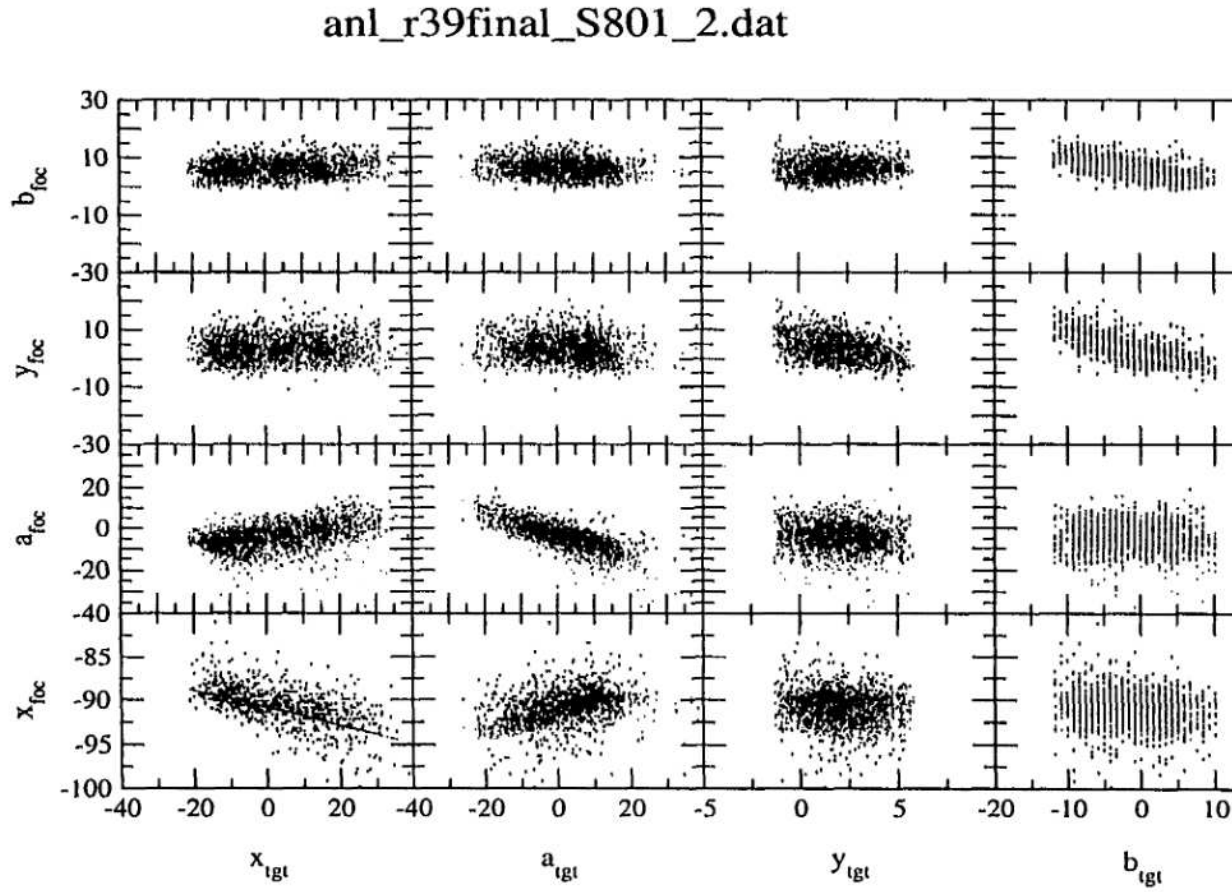 anl_r39final_S801_2.dat
30
10
-10
-30
b_foc
10
-10
-30
y_foc
20
0
-20
-40
a_foc
-85
-90
-95
-100
x_foc
-40 -20 0 20 -40 -20 0 20 -5 0 5 -20 -10 0 10
x_tgt a_tgt y_tgt b_tgt